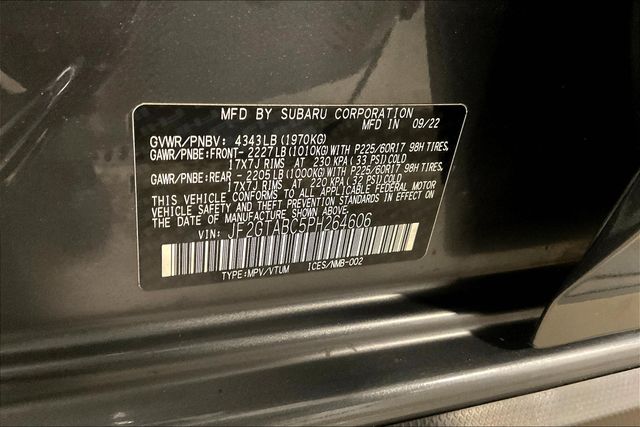 MFD BY SUBARU CORPORATION
MFD IN 09/22
GVWR/PNBV: 4343LB (1970KG)
GAWR/PNBE:FRONT- 2227LB (1010KG) WITH P225/60R17 98H TIRES,
17X7J RIMS AT 230 KPA (33 PSI) COLD
GAWR/PNBE:REAR - 2205LB (1000KG) WITH P225/60R17 98H TIRES,
17X7J RIMS AT 220 KPA (32 PSI) COLD
THIS VEHICLE CONFORMS TO ALL APPLICABLE FEDERAL MOTOR
VEHICLE SAFETY AND THEFT PREVENTION STANDARDS IN EFFECT ON
THE DATE OF MANUFACTURE SHOWN ABOVE.
VIN: JF2GTABC5PH264606
TYPE:MPV/VTUM ICES/NMB-002